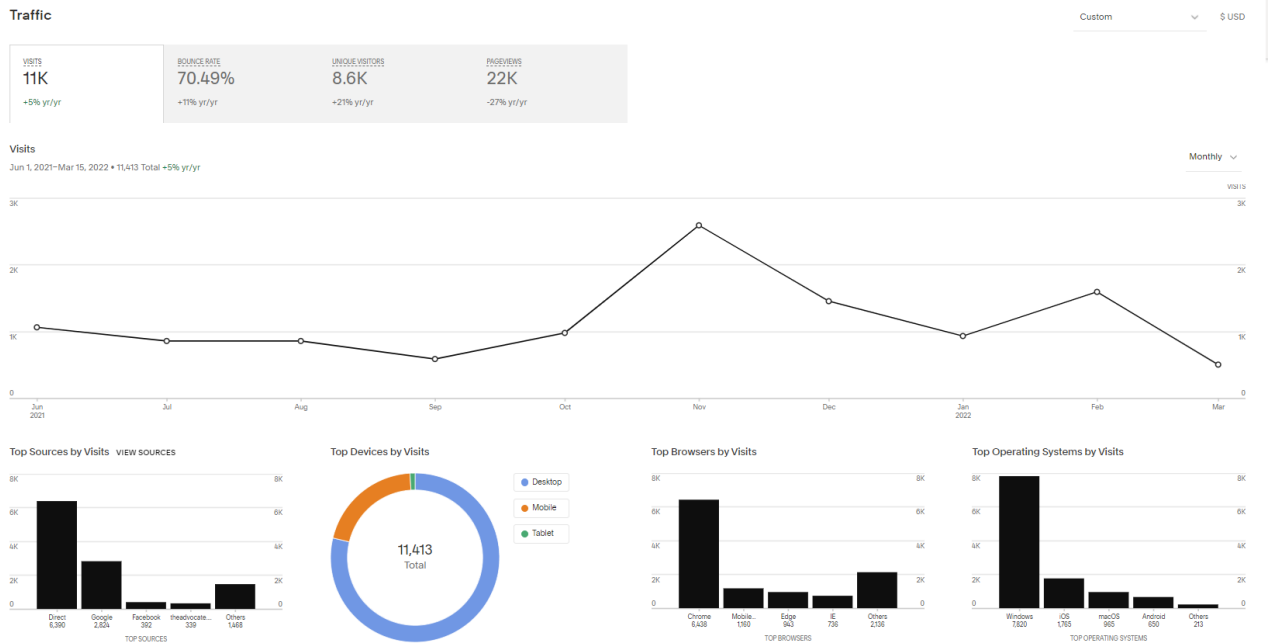 Traffic
Custom
$ USD
VISITS
11K
+5% yr/yr
BOUNCE RATE
70.49%
+11% yr/yr
UNIQUE VISITORS
8.6K
+21% yr/yr
PAGEVIEWS
22K
-27% yr/yr
Visits
Jun 1, 2021–Mar 15, 2022 • 11,413 Total +5% yr/yr
Monthly
VISITS
3K 3K
2K 2K
1K 1K
0 0
Jun Jul Aug Sep Oct Nov Dec Jan Feb Mar
2021 2022
Top Sources by Visits VIEW SOURCES
8K 8K
6K 6K
4K 4K
2K 2K
0 0
Direct Google Facebook theadvocate... Others
6,390 2,824 392 339 1,468
TOP SOURCES
Top Devices by Visits
11,413
Total
Desktop
Mobile
Tablet
Top Browsers by Visits
8K 8K
6K 6K
4K 4K
2K 2K
0 0
Chrome Mobile... Edge IE Others
6,438 1,160 943 736 2,136
TOP BROWSERS
Top Operating Systems by Visits
8K 8K
6K 6K
4K 4K
2K 2K
0 0
Windows iOS macOS Android Others
7,820 1,765 965 650 213
TOP OPERATING SYSTEMS